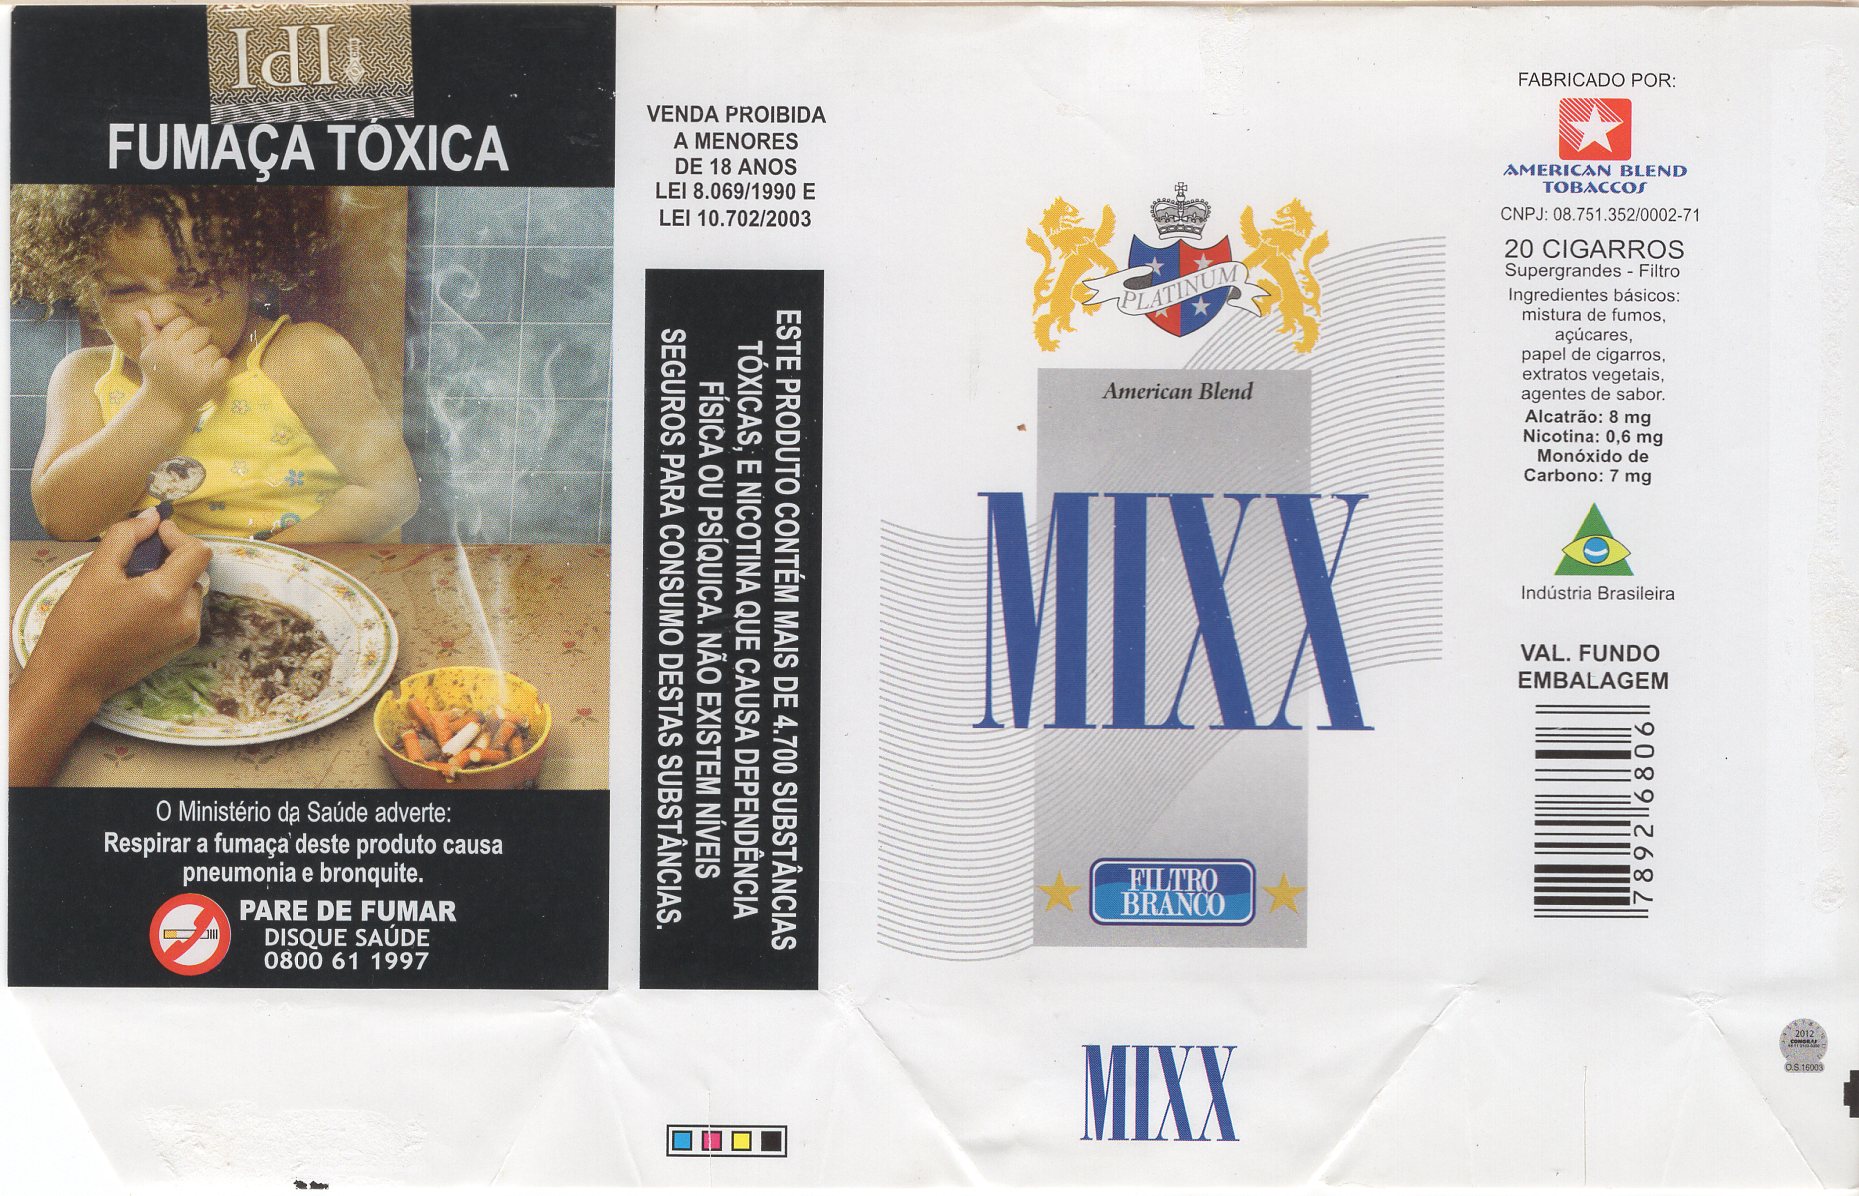 IPI
FUMAÇA TÓXICA
O Ministério da Saúde adverte:
Respirar a fumaça deste produto causa
pneumonia e bronquite.
PARE DE FUMAR
DISQUE SAÚDE
0800 61 1997
VENDA PROIBIDA
A MENORES
DE 18 ANOS
LEI 8.069/1990 E
LEI 10.702/2003
ESTE PRODUTO CONTÉM MAIS DE 4.700 SUBSTÂNCIAS
TÓXICAS, E NICOTINA QUE CAUSA DEPENDÊNCIA
FÍSICA OU PSÍQUICA. NÃO EXISTEM NÍVEIS
SEGUROS PARA CONSUMO DESTAS SUBSTÂNCIAS.
PLATINUM
American Blend
MIXX
FILTRO
BRANCO
MIXX
FABRICADO POR:
AMERICAN BLEND
TOBACCOS
CNPJ: 08.751.352/0002-71
20 CIGARROS
Supergrandes - Filtro
Ingredientes básicos:
mistura de fumos,
açúcares,
papel de cigarros,
extratos vegetais,
agentes de sabor.
Alcatrão: 8 mg
Nicotina: 0,6 mg
Monóxido de
Carbono: 7 mg
Indústria Brasileira
VAL. FUNDO
EMBALAGEM
78926806
2012
O.S.16003